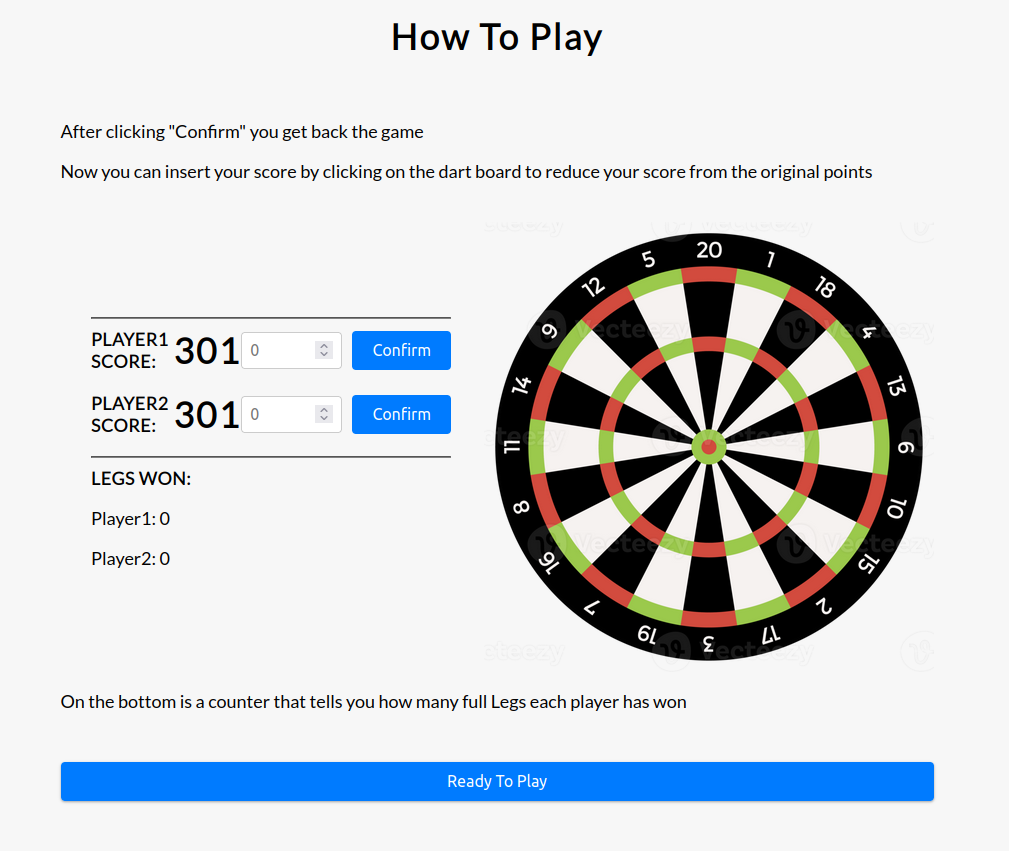 How To Play
After clicking "Confirm" you get back the game
Now you can insert your score by clicking on the dart board to reduce your score from the original points
PLAYER1 SCORE: 301 0 Confirm
PLAYER2 SCORE: 301 0 Confirm
LEGS WON:
Player1: 0
Player2: 0
20
1
18
4
13
6
10
15
2
17
3
19
7
16
8
11
14
9
12
5
Vecteezy
Vecteezy
Vecteezy
Vecteezy
Vecteezy
On the bottom is a counter that tells you how many full Legs each player has won
Ready To Play